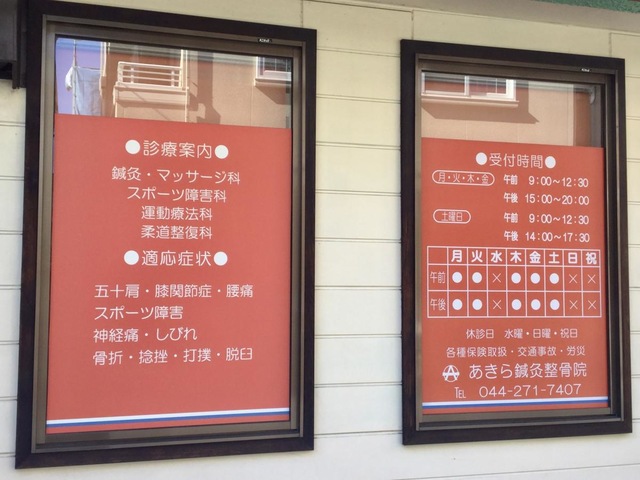 ●診療案内●
鍼灸・マッサージ科
スポーツ障害科
運動療法科
柔道整復科
●適応症状●
五十肩・膝関節症・腰痛
スポーツ障害
神経痛・しびれ
骨折・捻挫・打撲・脱臼
●受付時間●
月・火・木・金 午前 9:00～12:30
午後 15:00～20:00
土曜日 午前 9:00～12:30
午後 14:00～17:30
月 火 水 木 金 土 日 祝
午前 ● ● × ● ● ● × ×
午後 ● ● × ● ● ● × ×
休診日 水曜・日曜・祝日
各種保険取扱・交通事故・労災
あきら鍼灸整骨院
TEL 044-271-7407